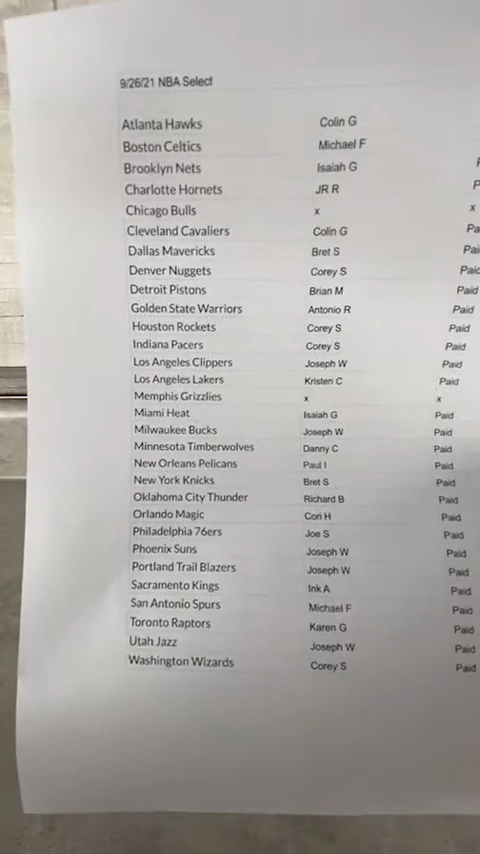 9/26/21 NBA Select
Atlanta Hawks Colin G
Boston Celtics Michael F
Brooklyn Nets Isaiah G
Charlotte Hornets JR R
Chicago Bulls x x
Cleveland Cavaliers Colin G Pa
Dallas Mavericks Bret S Pai
Denver Nuggets Corey S Paid
Detroit Pistons Brian M Paid
Golden State Warriors Antonio R Paid
Houston Rockets Corey S Paid
Indiana Pacers Corey S Paid
Los Angeles Clippers Joseph W Paid
Los Angeles Lakers Kristen C Paid
Memphis Grizzlies x x
Miami Heat Isaiah G Paid
Milwaukee Bucks Joseph W Paid
Minnesota Timberwolves Danny C Paid
New Orleans Pelicans Paul I Paid
New York Knicks Bret S Paid
Oklahoma City Thunder Richard B Paid
Orlando Magic Cori H Paid
Philadelphia 76ers Joe S Paid
Phoenix Suns Joseph W Paid
Portland Trail Blazers Joseph W Paid
Sacramento Kings Ink A Paid
San Antonio Spurs Michael F Paid
Toronto Raptors Karen G Paid
Utah Jazz Joseph W Paid
Washington Wizards Corey S Paid